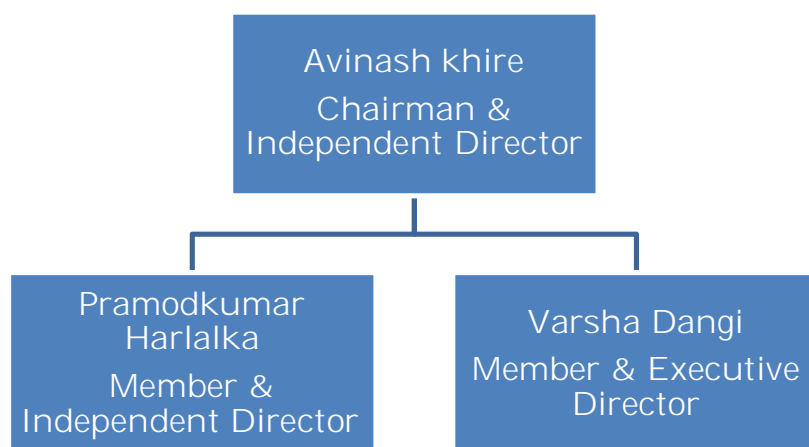 Avinash khire
Chairman &
Independent Director
Pramodkumar
Harlalka
Member &
Independent Director
Varsha Dangi
Member & Executive
Director